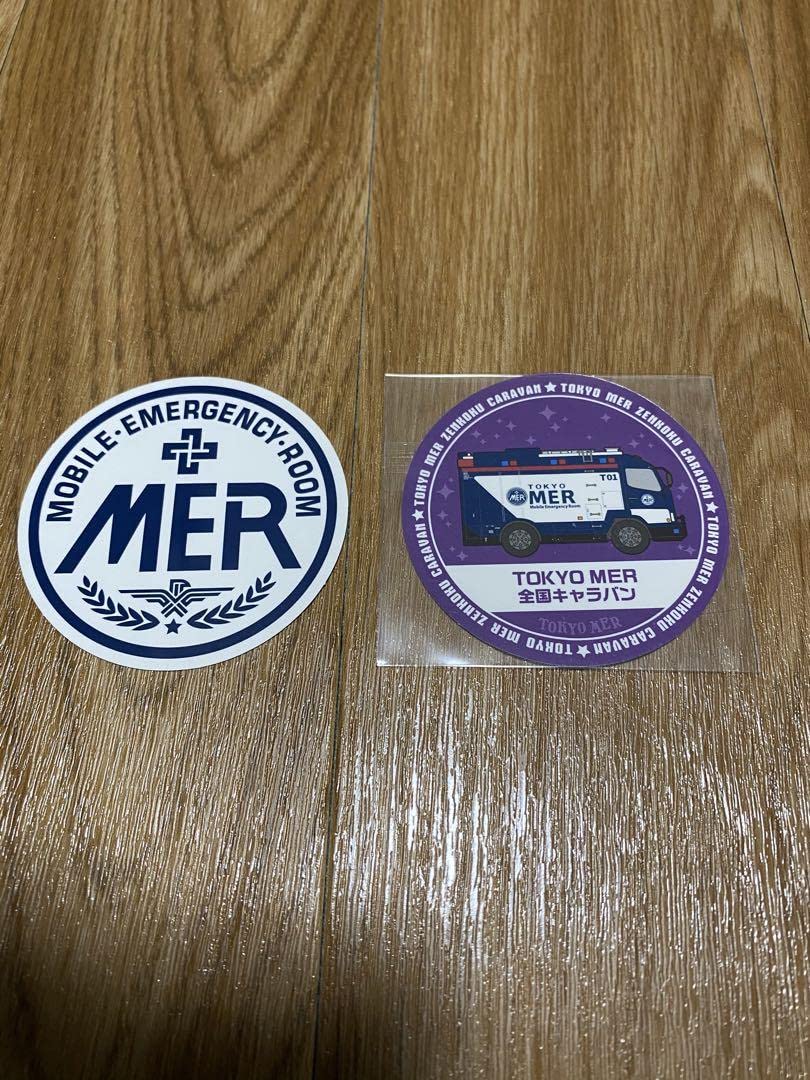 MOBILE·EMERGENCY·ROOM
MER
★TOKYO MER ZENKOKU CARAVAN★TOKYO MER ZENKOKU CARAVAN★TOKYO MER ZENKOKU CARAVAN
T01
TOKYO
MER
Mobile Emergency Room
TOKYO MER
全国キャラバン
TOKYO MER